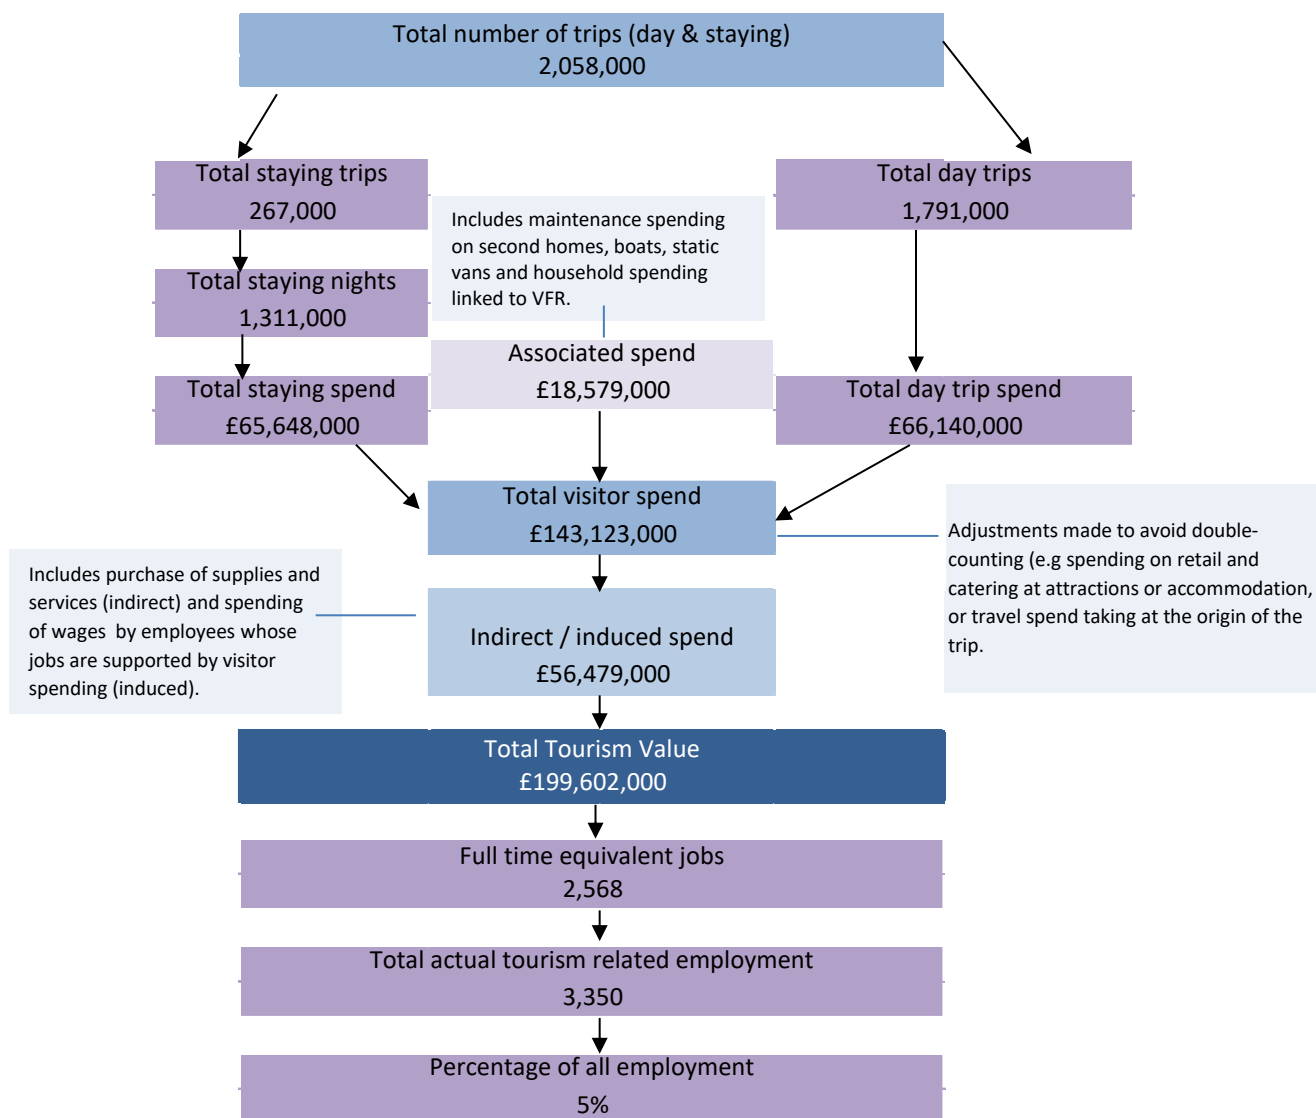 Total number of trips (day & staying)
2,058,000
Total staying trips
267,000
Total day trips
1,791,000
Includes maintenance spending
on second homes, boats, static
vans and household spending
linked to VFR.
Total staying nights
1,311,000
Associated spend
£18,579,000
Total staying spend
£65,648,000
Total day trip spend
£66,140,000
Total visitor spend
£143,123,000
Adjustments made to avoid double-
counting (e.g spending on retail and
catering at attractions or accommodation,
or travel spend taking at the origin of the
trip.
Includes purchase of supplies and
services (indirect) and spending
of wages by employees whose
jobs are supported by visitor
spending (induced).
Indirect / induced spend
£56,479,000
Total Tourism Value
£199,602,000
Full time equivalent jobs
2,568
Total actual tourism related employment
3,350
Percentage of all employment
5%